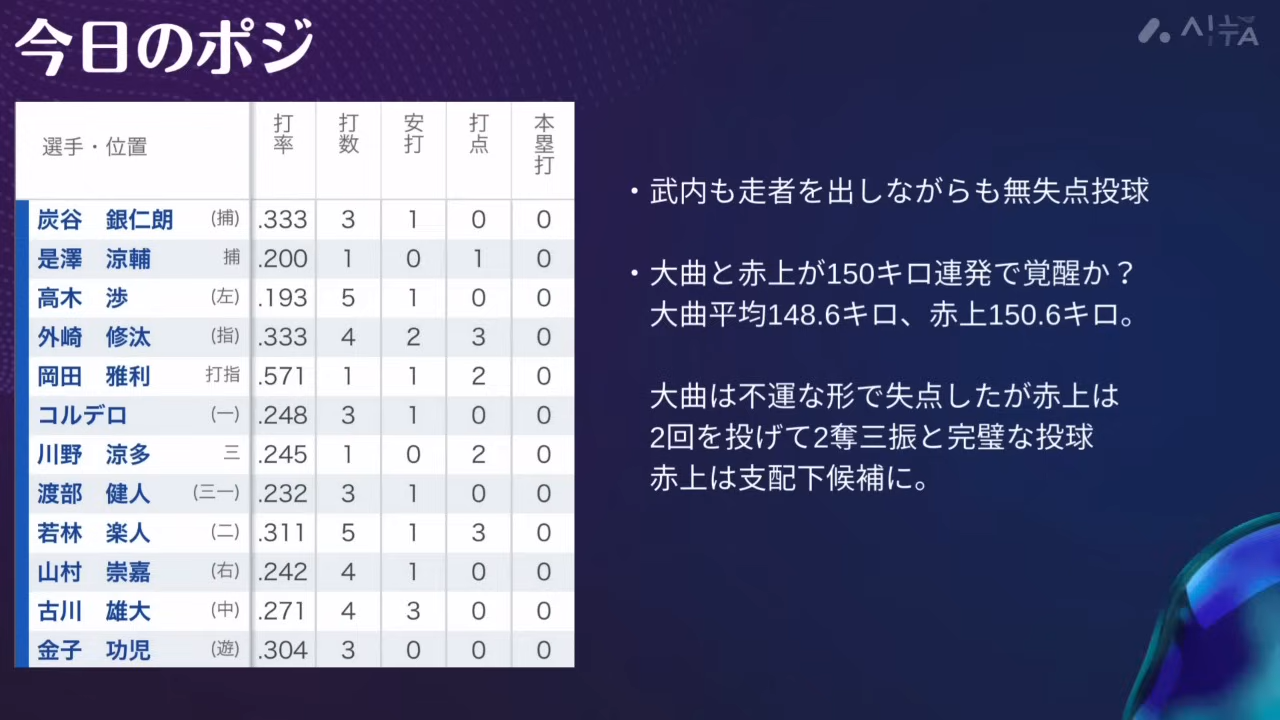 今日のポジ
選手・位置 打率 打数 安打 打点 本塁打
炭谷 銀仁朗 (捕) .333 3 1 0 0
是澤 涼輔 捕 .200 1 0 1 0
高木 渉 (左) .193 5 1 0 0
外崎 修汰 (指) .333 4 2 3 0
岡田 雅利 打指 .571 1 1 2 0
コルデロ (一) .248 3 1 0 0
川野 涼多 三 .245 1 0 2 0
渡部 健人 (三一) .232 3 1 0 0
若林 楽人 (二) .311 5 1 3 0
山村 崇嘉 (右) .242 4 1 0 0
古川 雄大 (中) .271 4 3 0 0
金子 功児 (遊) .304 3 0 0 0
・武内も走者を出しながらも無失点投球
・大曲と赤上が150キロ連発で覚醒か？
大曲平均148.6キロ、赤上150.6キロ。
大曲は不運な形で失点したが赤上は
2回を投げて2奪三振と完璧な投球
赤上は支配下候補に。